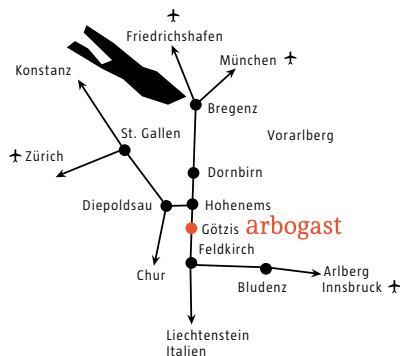 Friedrichshafen
München
Konstanz
Bregenz
St. Gallen
Vorarlberg
Zürich
Dornbirn
Diepoldsau
Hohenems
Götzis arbogast
Feldkirch
Chur
Arlberg
Bludenz
Innsbruck
Liechtenstein
Italien